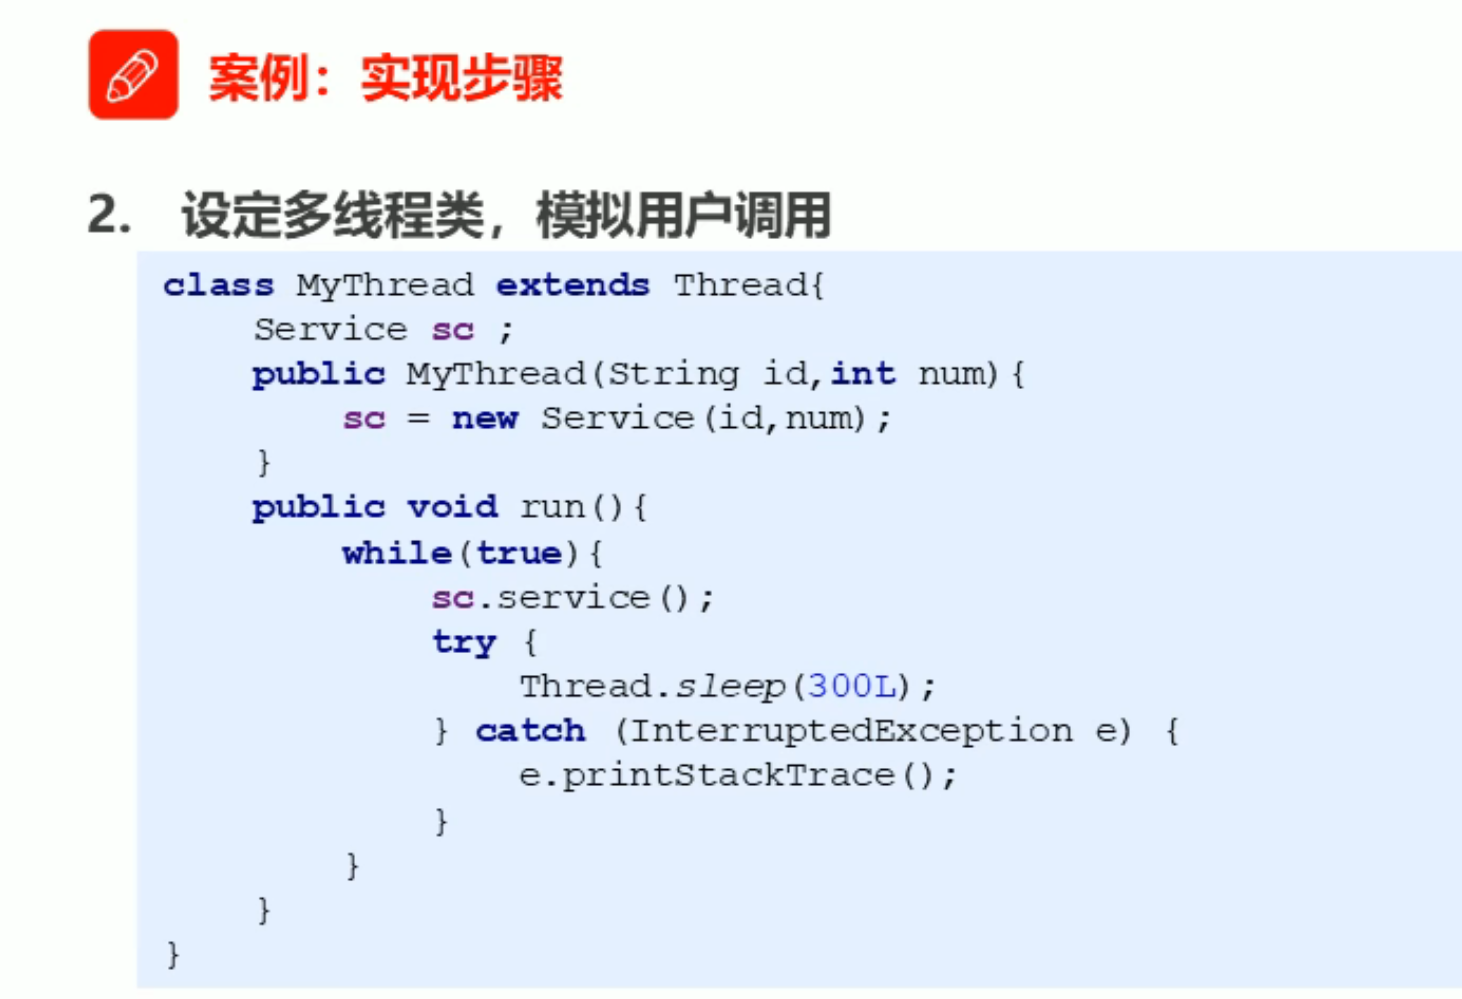 案例：实现步骤
2. 设定多线程类，模拟用户调用
class MyThread extends Thread{
    Service sc ;
    public MyThread(String id,int num){
        sc = new Service(id,num);
    }
    public void run(){
        while(true){
            sc.service();
            try {
                Thread.sleep(300L);
            } catch (InterruptedException e) {
                e.printStackTrace();
            }
        }
    }
}